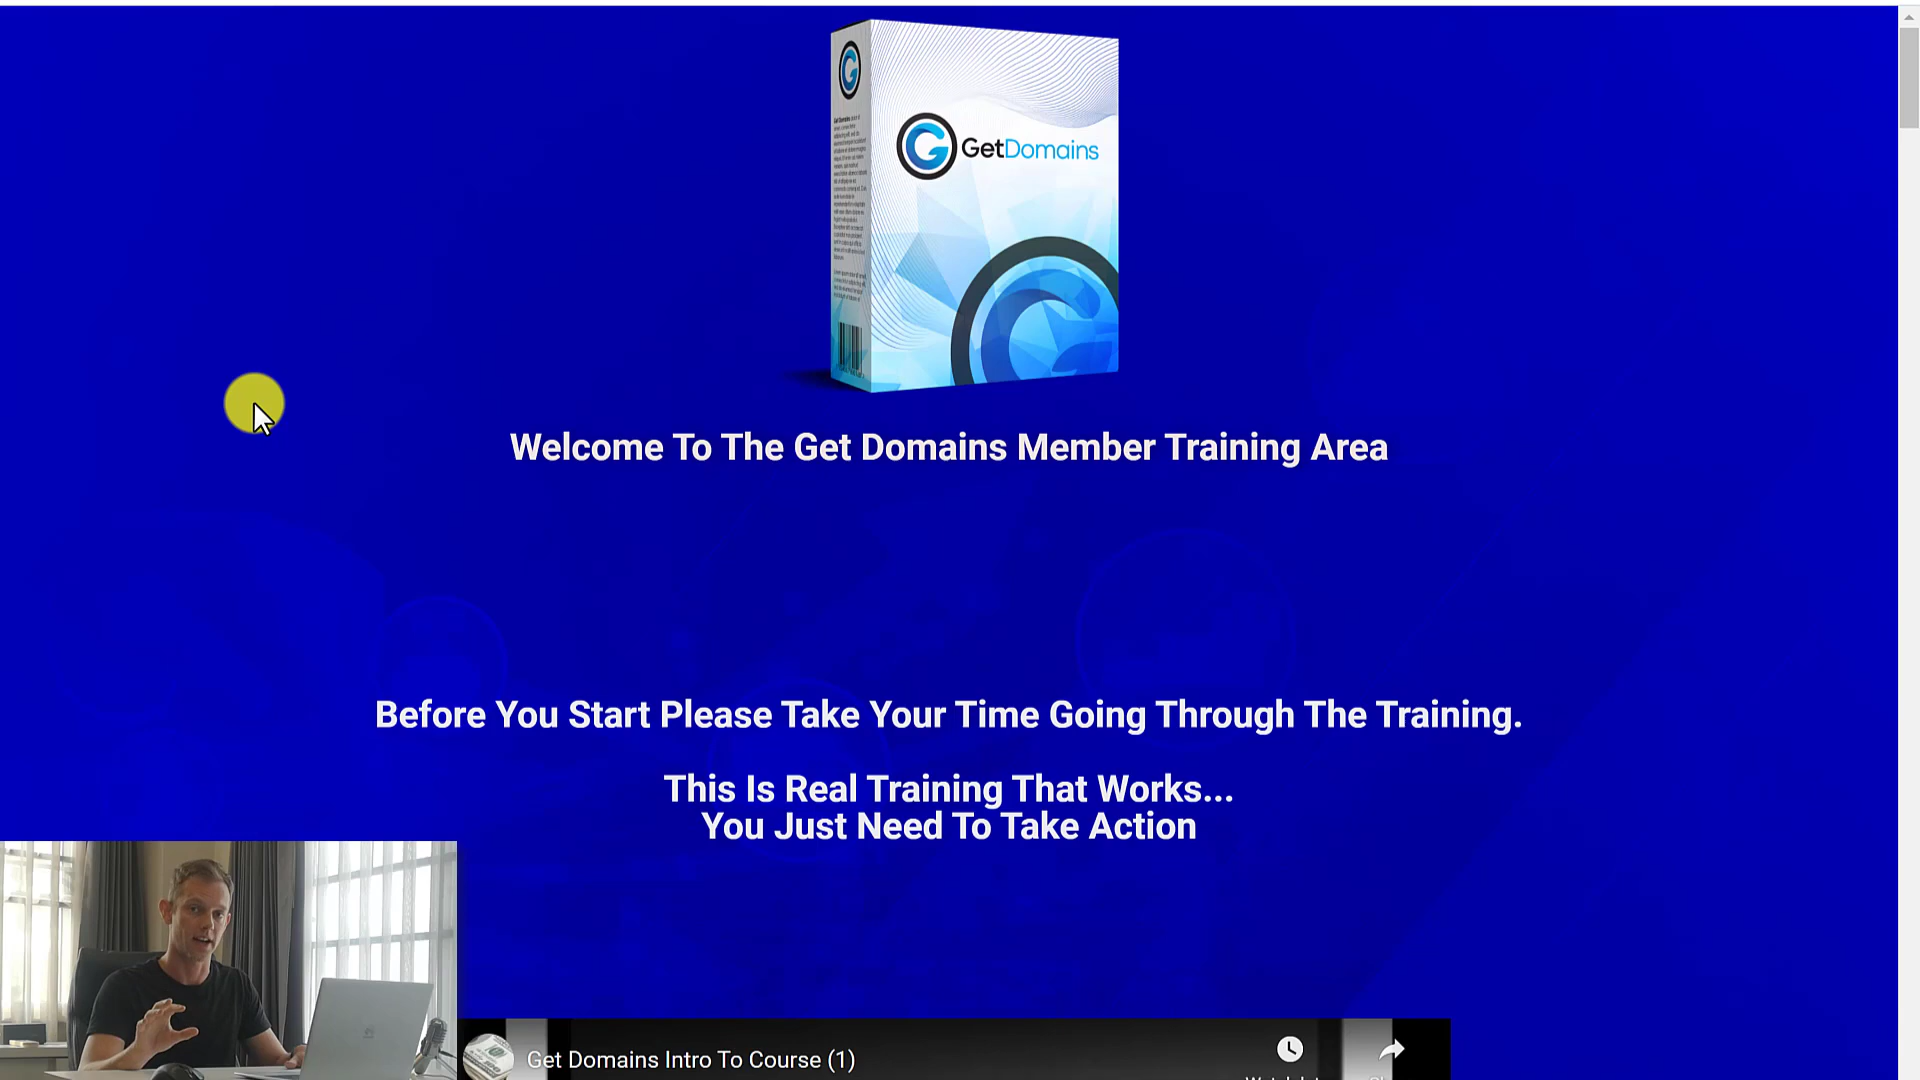 GetDomains
Welcome To The Get Domains Member Training Area
Before You Start Please Take Your Time Going Through The Training.
This Is Real Training That Works...
You Just Need To Take Action
Get Domains Intro To Course (1)